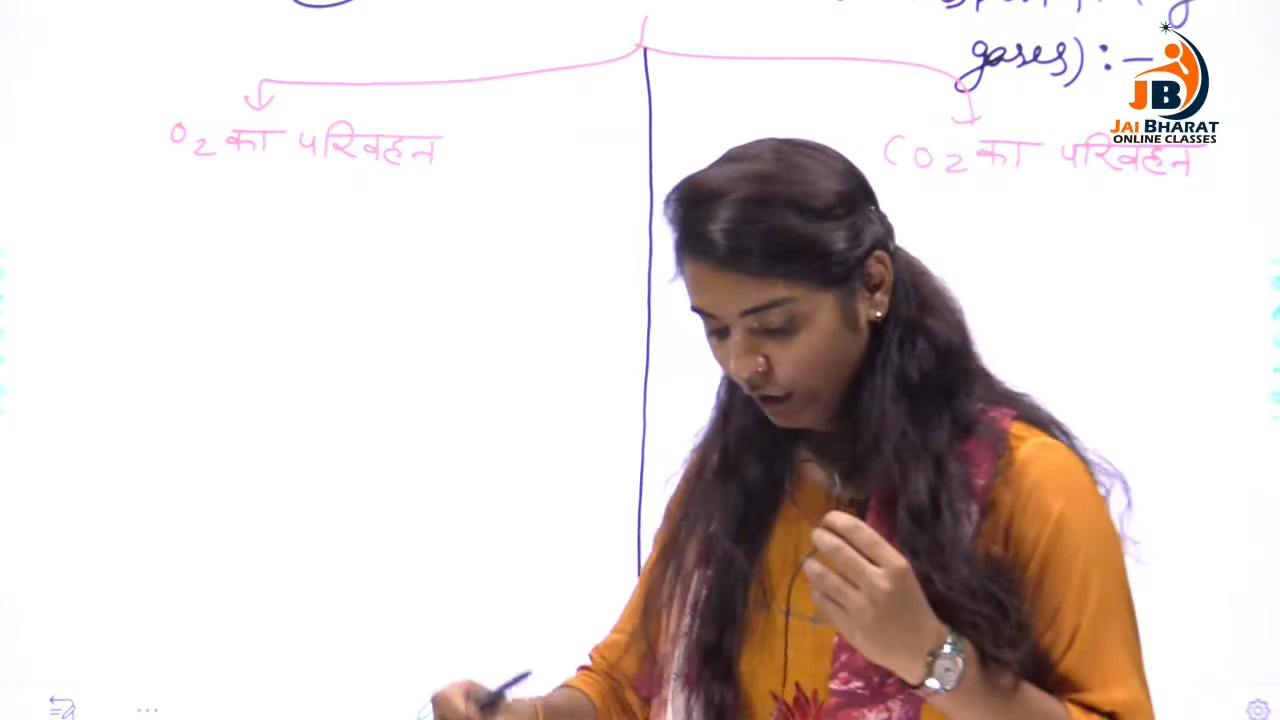 gases) :-
O2 का परिवहन
CO2 का परिवहन
JB
JAI BHARAT
ONLINE CLASSES